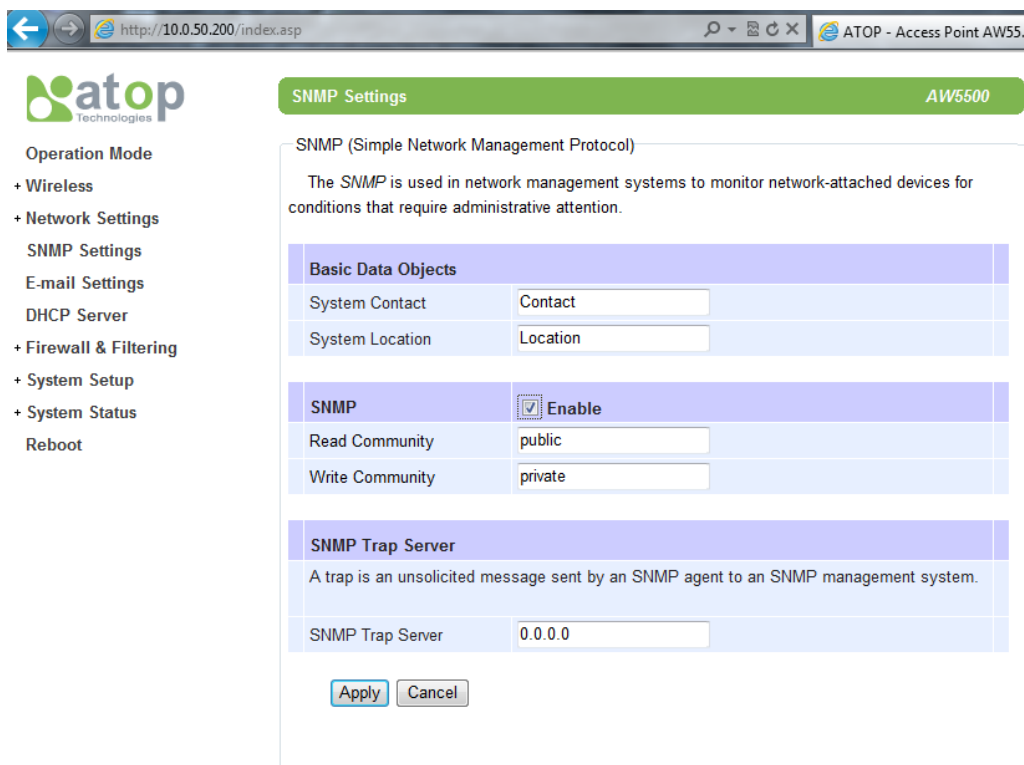 http://10.0.50.200/index.asp
ATOP - Access Point AW55
atop
Technologies
SNMP Settings
AW5500
Operation Mode
+ Wireless
+ Network Settings
SNMP Settings
E-mail Settings
DHCP Server
+ Firewall & Filtering
+ System Setup
+ System Status
Reboot
SNMP (Simple Network Management Protocol)
The SNMP is used in network management systems to monitor network-attached devices for
conditions that require administrative attention.
Basic Data Objects
System Contact Contact
System Location Location
SNMP Enable
Read Community public
Write Community private
SNMP Trap Server
A trap is an unsolicited message sent by an SNMP agent to an SNMP management system.
SNMP Trap Server 0.0.0.0
Apply Cancel